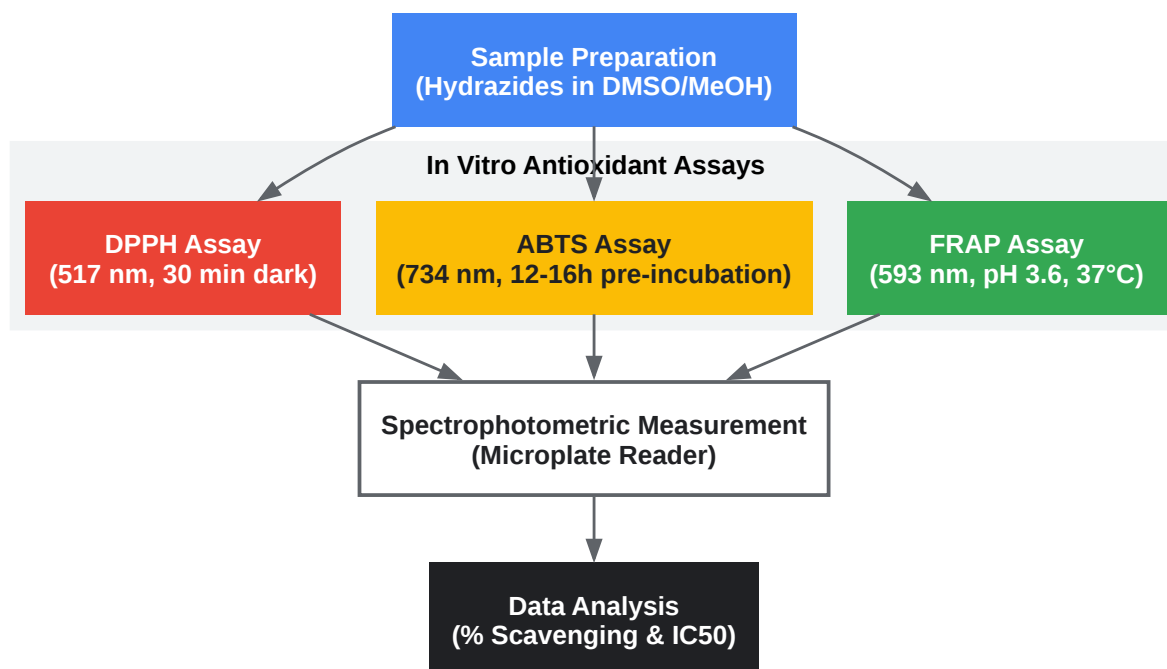 Sample Preparation
(Hydrazides in DMSO/MeOH)
In Vitro Antioxidant Assays
DPPH Assay
(517 nm, 30 min dark)
ABTS Assay
(734 nm, 12-16h pre-incubation)
FRAP Assay
(593 nm, pH 3.6, 37°C)
Spectrophotometric Measurement
(Microplate Reader)
Data Analysis
(% Scavenging & IC50)